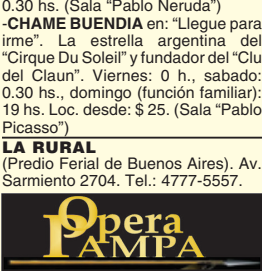 0.30 hs. (Sala "Pablo Neruda")
-CHAME BUENDIA en: "Llegue para
irme". La estrella argentina del
"Cirque Du Soleil" y fundador del "Clu
del Claun". Viernes: 0 h., sabado:
0.30 hs., domingo (función familiar):
19 hs. Loc. desde: $ 25. (Sala "Pablo
Picasso")
LA RURAL
(Predio Ferial de Buenos Aires). Av.
Sarmiento 2704. Tel.: 4777-5557.
Opera
PAMPA